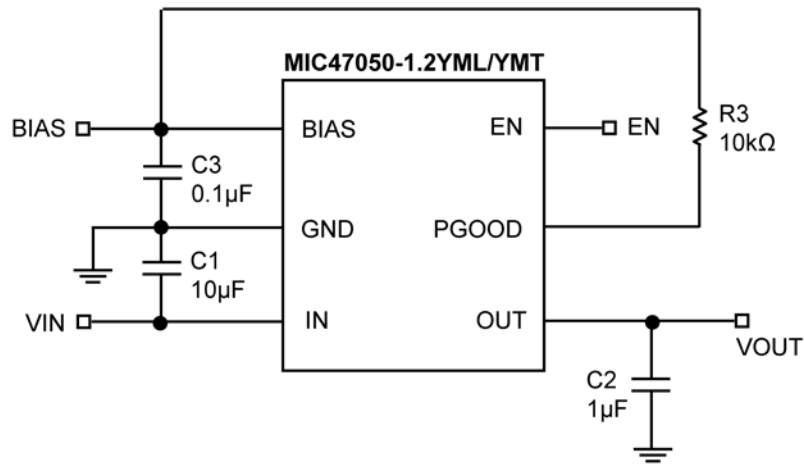 MIC47050-1.2YML/YMT
BIAS
BIAS
EN
EN
R3
10kΩ
C3
0.1µF
GND
PGOOD
C1
10µF
VIN
IN
OUT
VOUT
C2
1µF